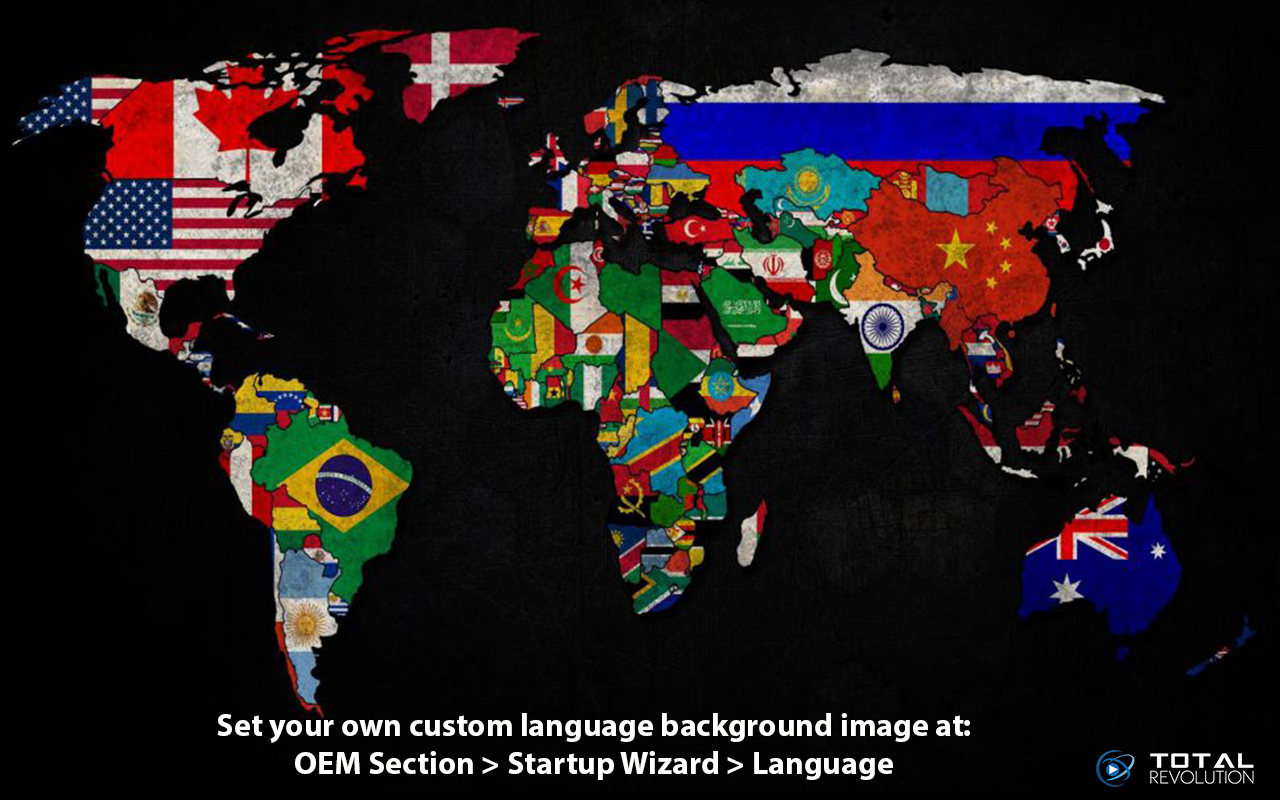 Set your own custom language background image at:
OEM Section > Startup Wizard > Language
TOTAL
REVOLUTION